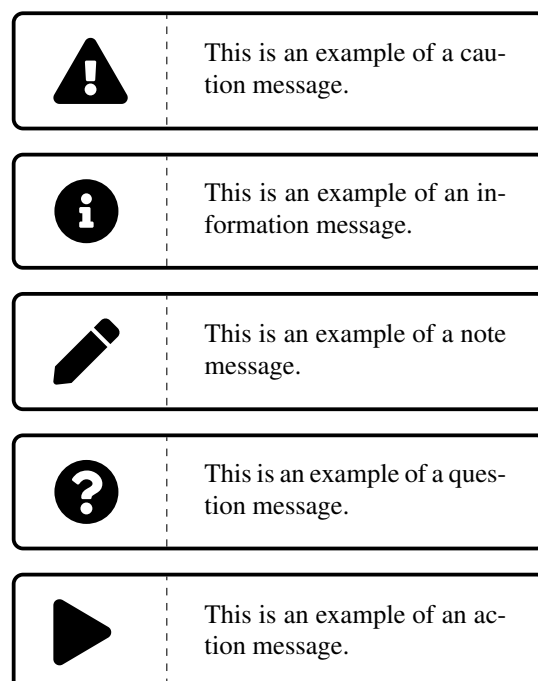 This is an example of a cau-
tion message.
This is an example of an in-
formation message.
This is an example of a note
message.
This is an example of a ques-
tion message.
This is an example of an ac-
tion message.